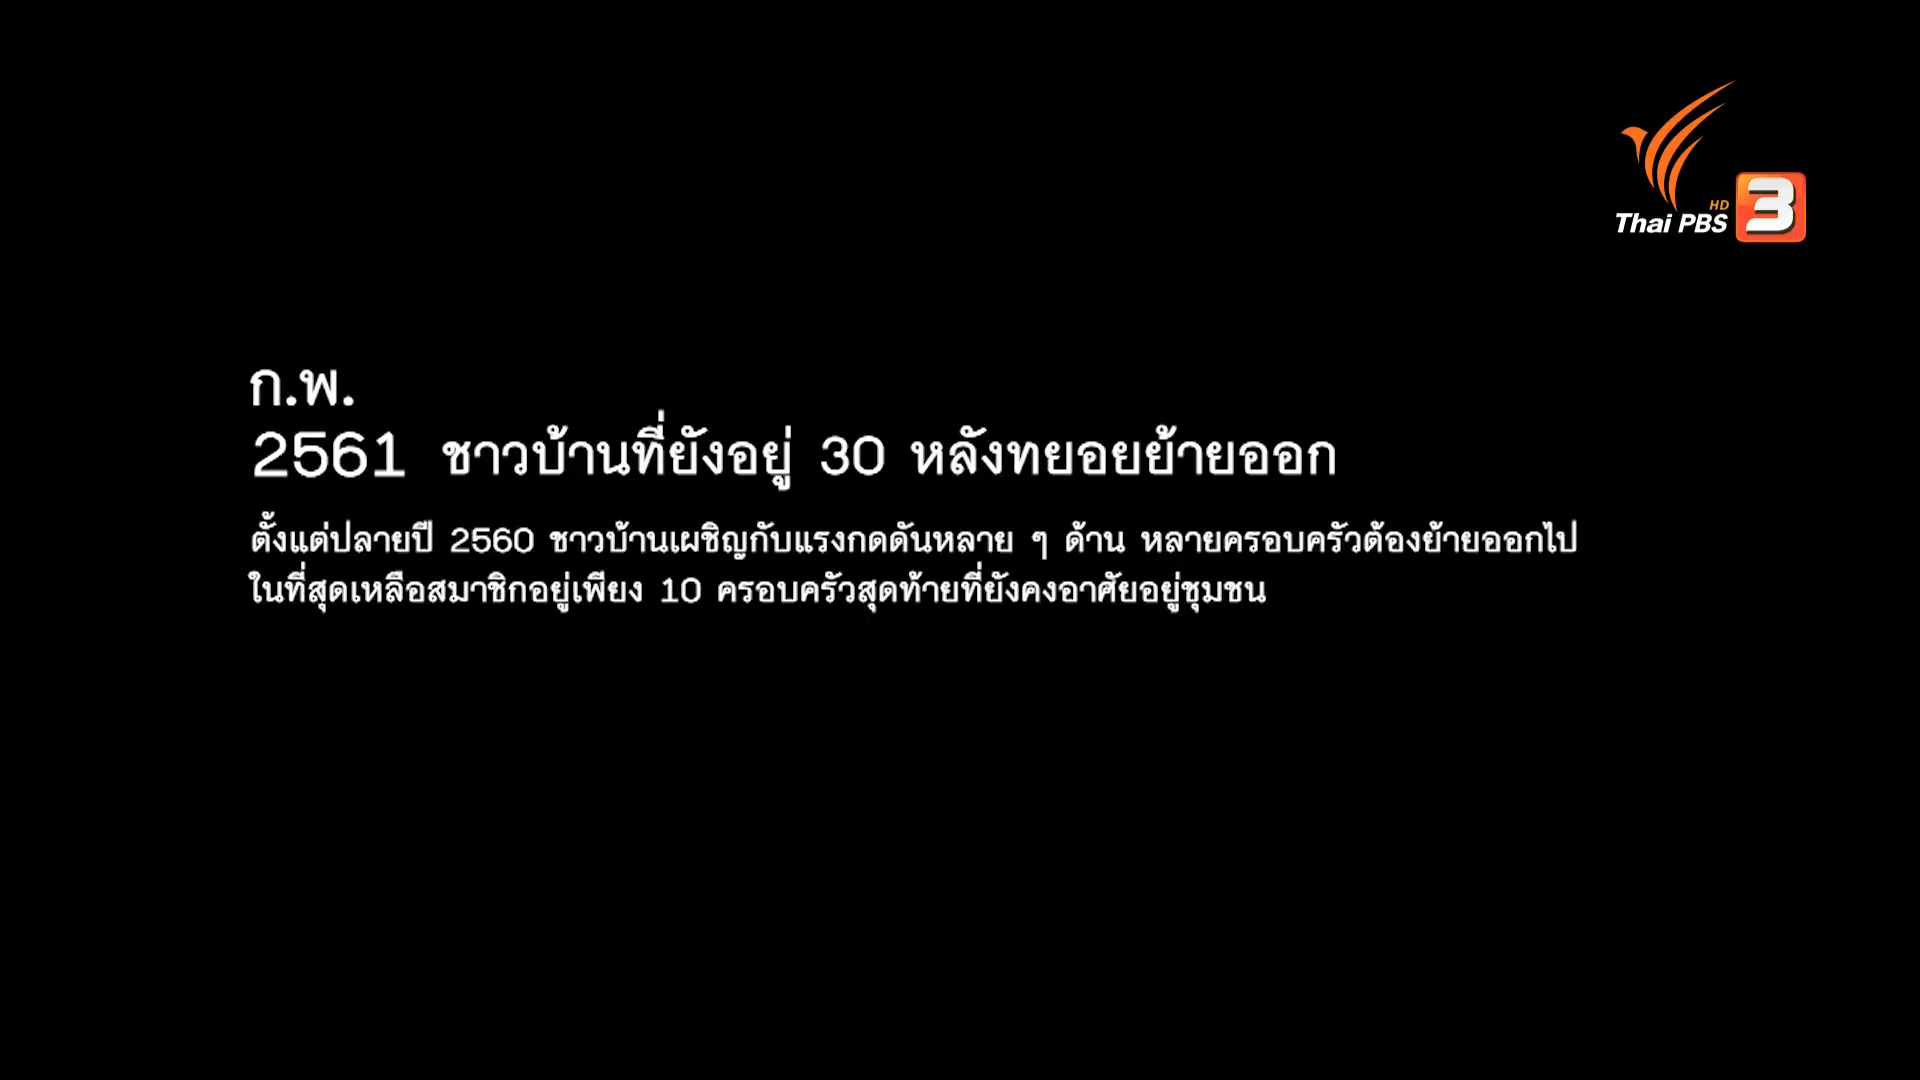 HD
Thai PBS 3
ก.พ.
2561 ชาวบ้านที่ยังอยู่ 30 หลังทยอยย้ายออก
ตั้งแต่ปลายปี 2560 ชาวบ้านเผชิญกับแรงกดดันหลาย ๆ ด้าน หลายครอบครัวต้องย้ายออกไป
ในที่สุดเหลือสมาชิกอยู่เพียง 10 ครอบครัวสุดท้ายที่ยังคงอาศัยอยู่ชุมชน